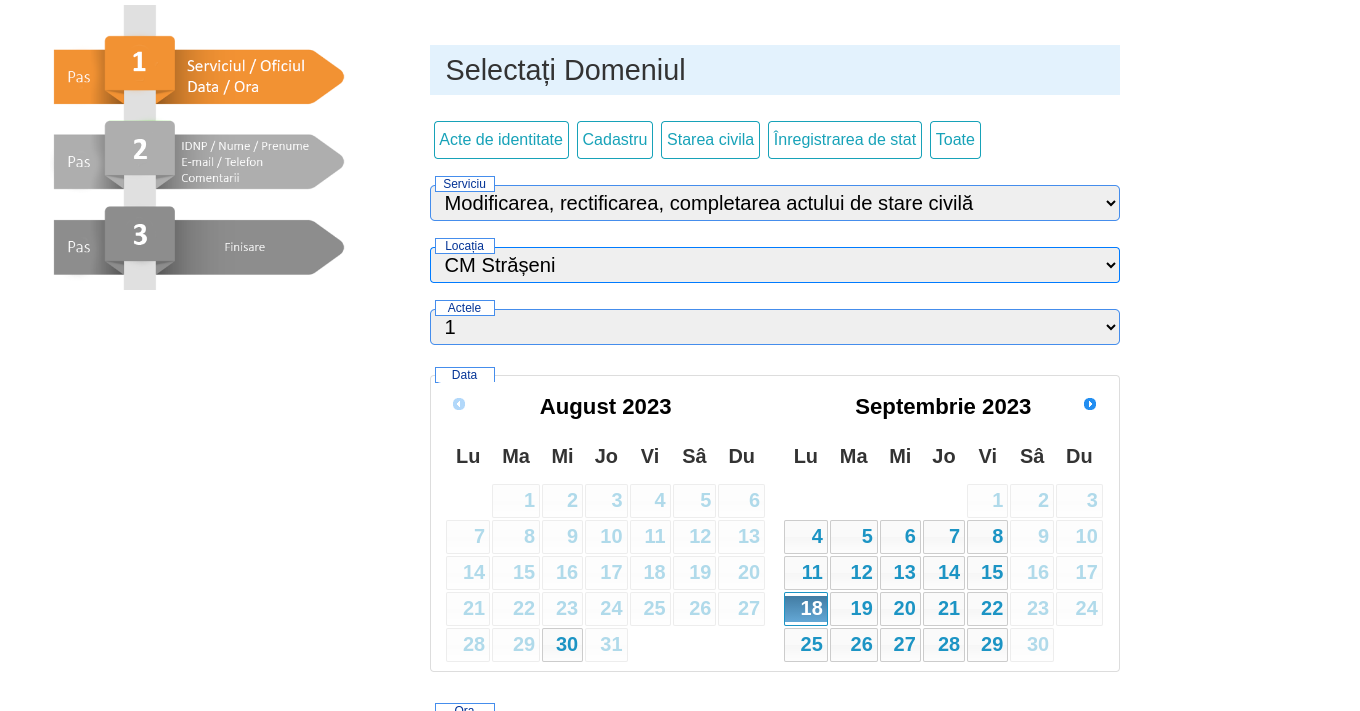 Pas
1
Serviciul / Oficiul
Data / Ora
Pas
2
IDNP / Nume / Prenume
E-mail / Telefon
Comentarii
Pas
3
Finisare
Selectați Domeniul
Acte de identitate Cadastru Starea civila Înregistrarea de stat Toate
Serviciu
Modificarea, rectificarea, completarea actului de stare civilă
Locația
CM Strășeni
Actele
1
Data
August 2023
Lu Ma Mi Jo Vi Sâ Du
1 2 3 4 5 6
7 8 9 10 11 12 13
14 15 16 17 18 19 20
21 22 23 24 25 26 27
28 29 30 31
Septembrie 2023
Lu Ma Mi Jo Vi Sâ Du
1 2 3
4 5 6 7 8 9 10
11 12 13 14 15 16 17
18 19 20 21 22 23 24
25 26 27 28 29 30
Ora